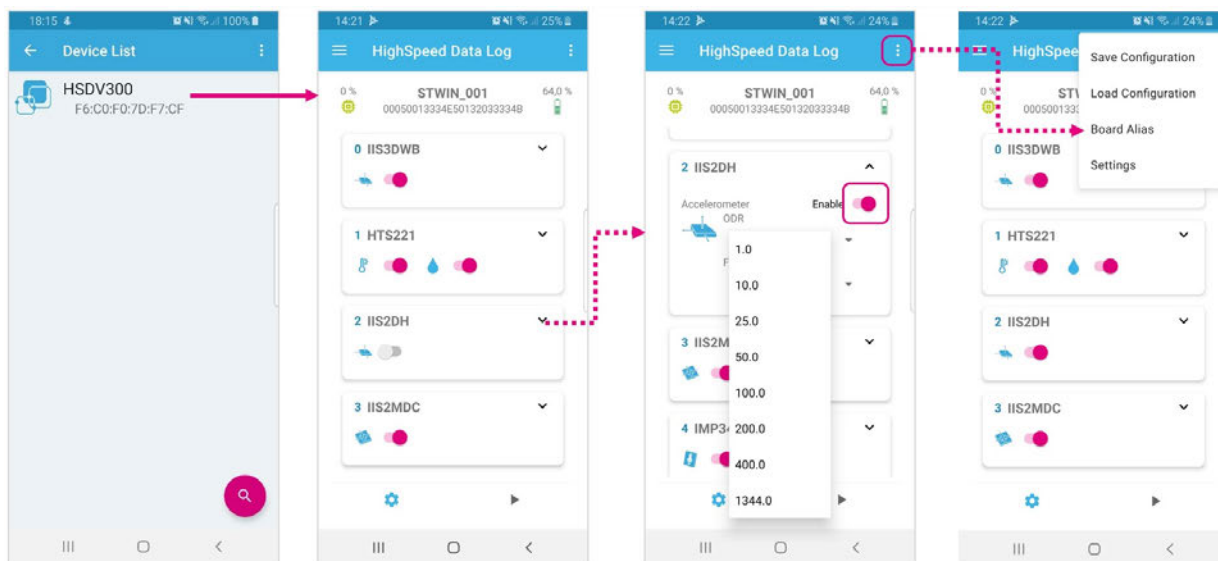 18:15
100%
Device List
HSDV300
F6:C0:F0:7D:F7:CF
14:21
25%
HighSpeed Data Log
0 %
STWIN_001
64,0 %
00050013334E50132033334B
0 IIS3DWB
1 HTS221
2 IIS2DH
3 IIS2MDC
14:22
24%
HighSpeed Data Log
0 %
STWIN_001
64,0 %
00050013334E50132033334B
2 IIS2DH
Accelerometer
Enable
ODR
F
1.0
10.0
25.0
50.0
100.0
200.0
400.0
1344.0
3 IIS2M
4 IMP34
14:22
24%
HighSpee
0 %
STV
000500133
Save Configuration
Load Configuration
Board Alias
Settings
0 IIS3DWB
1 HTS221
2 IIS2DH
3 IIS2MDC